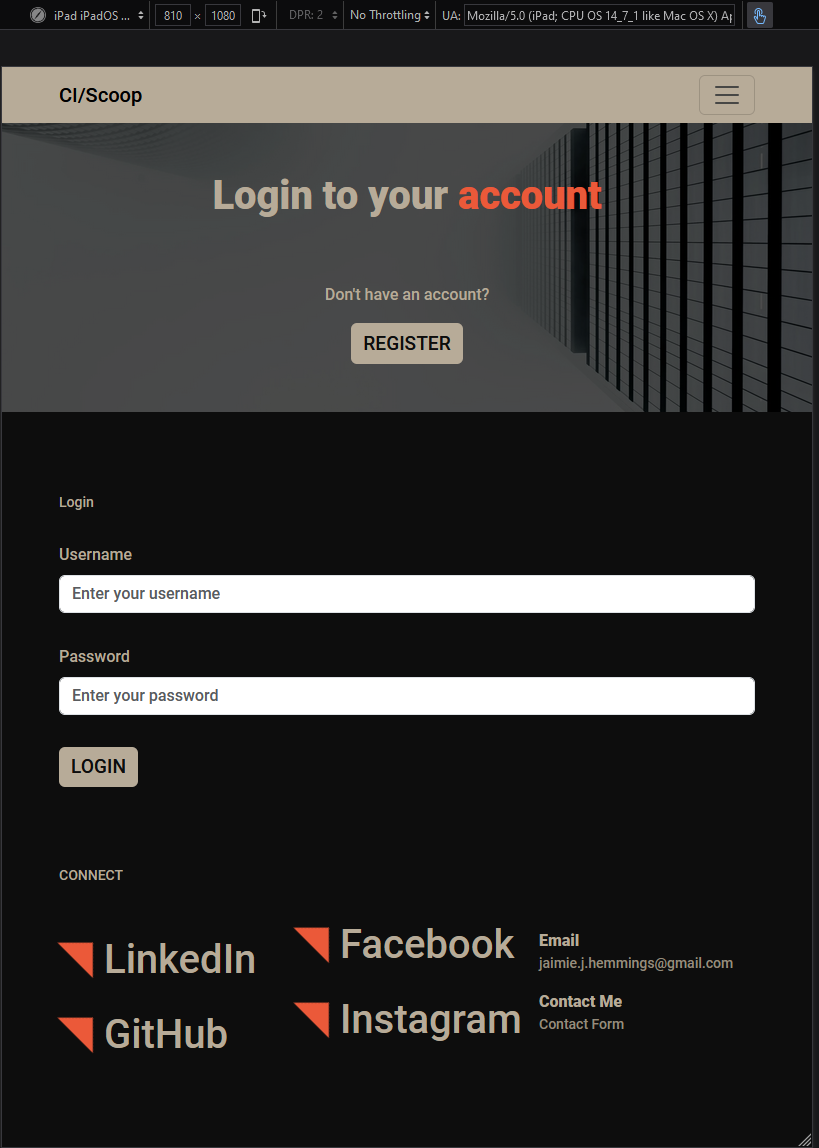 iPad iPadOS ... 810 × 1080 DPR: 2 No Throttling UA: Mozilla/5.0 (iPad; CPU OS 14_7_1 like Mac OS X) Ap
CI/Scoop
Login to your account
Don't have an account?
REGISTER
Login
Username
Enter your username
Password
Enter your password
LOGIN
CONNECT
LinkedIn
GitHub
Facebook
Instagram
Email
jaimie.j.hemmings@gmail.com
Contact Me
Contact Form